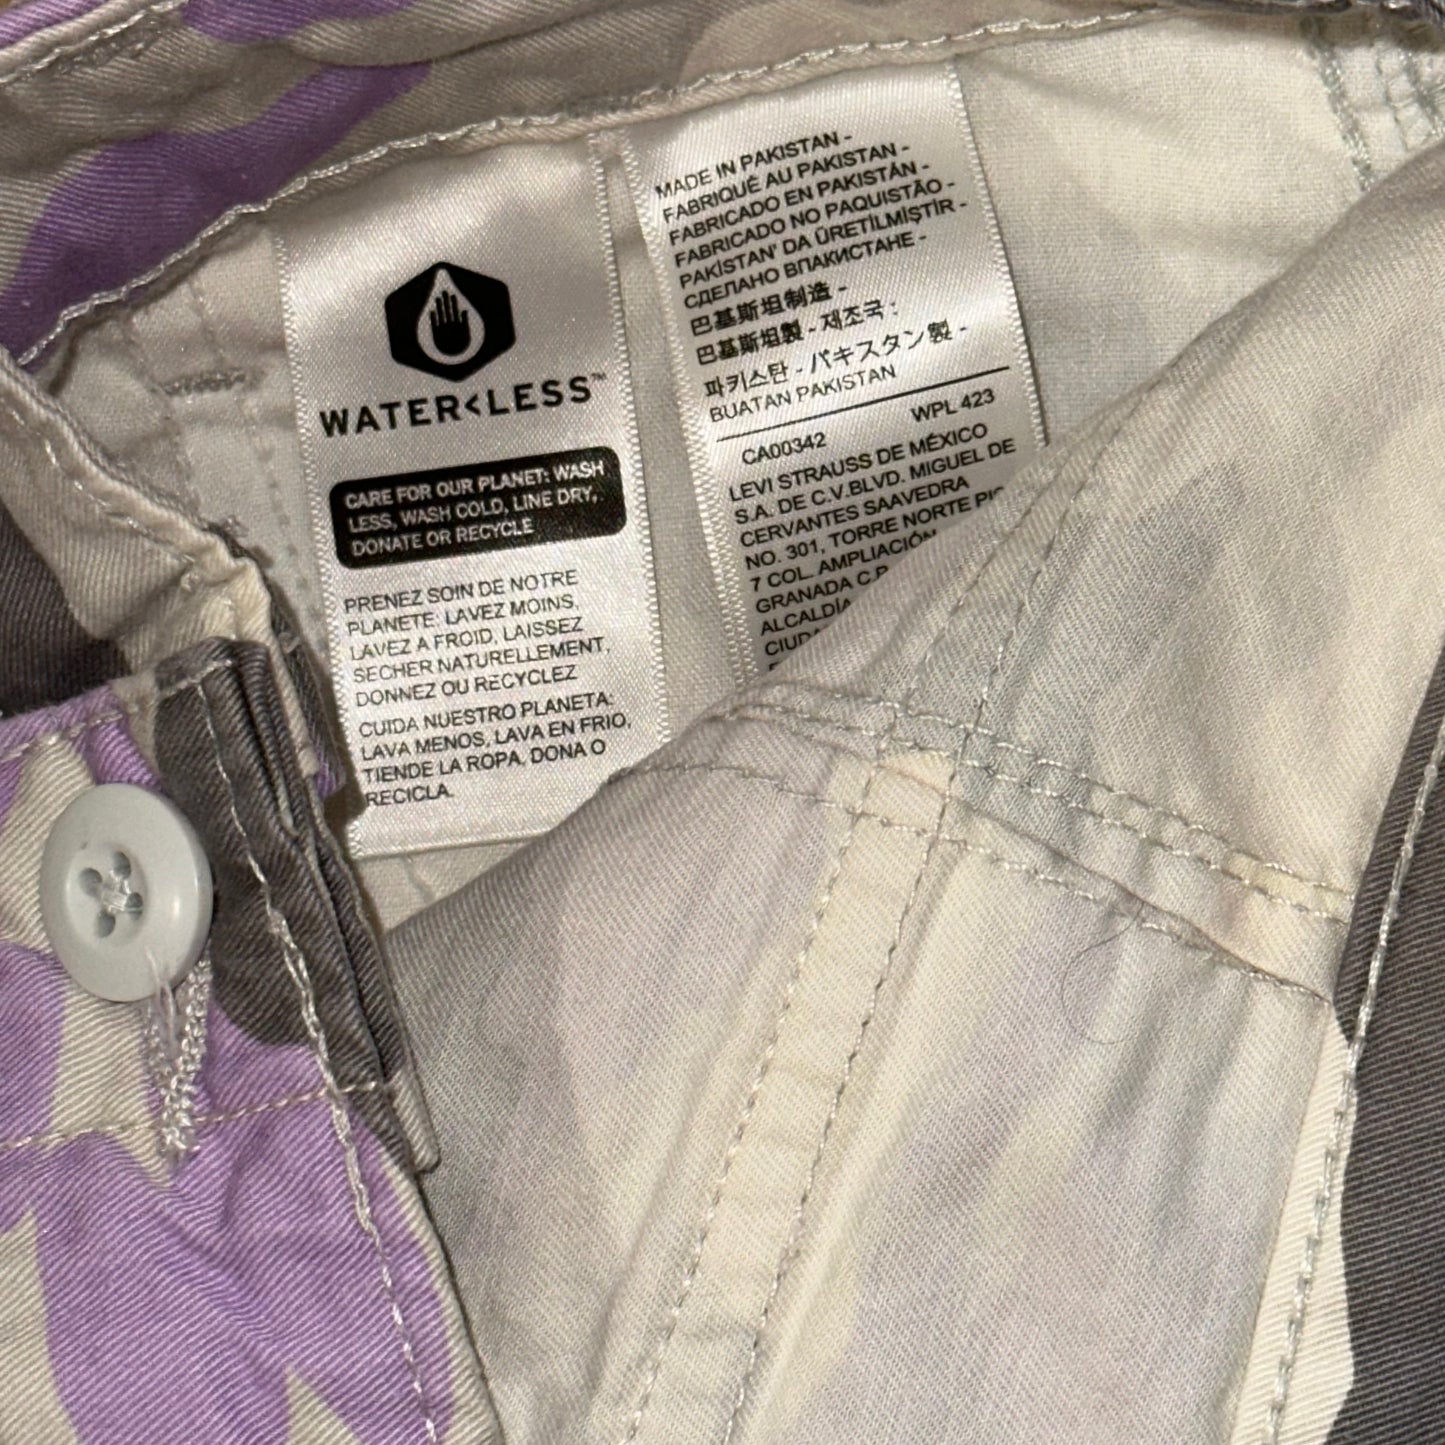 WATER<LESS™
CARE FOR OUR PLANET: WASH
LESS, WASH COLD, LINE DRY,
DONATE OR RECYCLE
PRENEZ SOIN DE NOTRE
PLANETE: LAVEZ MOINS,
LAVEZ A FROID, LAISSEZ
SECHER NATURELLEMENT,
DONNEZ OU RECYCLEZ
CUIDA NUESTRO PLANETA:
LAVA MENOS, LAVA EN FRIO,
TIENDE LA ROPA, DONA O
RECICLA.
MADE IN PAKISTAN -
FABRIQUÉ AU PAKISTAN -
FABRICADO EN PAKISTÁN -
FABRICADO NO PAQUISTÃO -
PAKİSTAN' DA ÜRETİLMİŞTİR -
СДЕЛАНО ВПАКИСТАНЕ -
巴基斯坦制造 -
巴基斯坦製 - 제조국 :
파키스탄 - パキスタン製 -
BUATAN PAKISTAN
CA00342 WPL 423
LEVI STRAUSS DE MÉXICO
S.A. DE C.V.BLVD. MIGUEL DE
CERVANTES SAAVEDRA
NO. 301, TORRE NORTE
7 COL. AMPLIACIÓN
GRANADA C.P.
ALCALDÍA